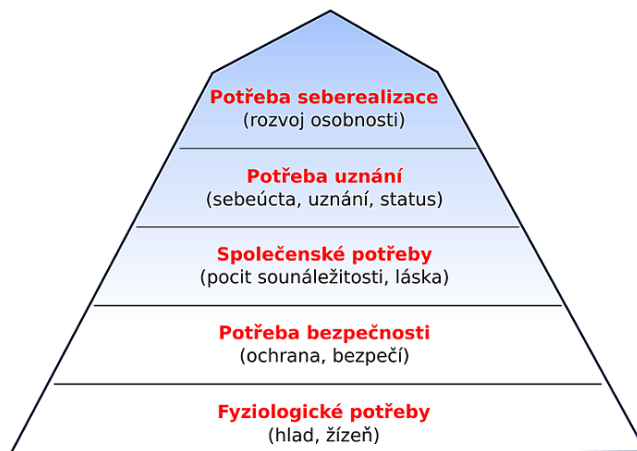 Potřeba seberealizace
(rozvoj osobnosti)
Potřeba uznání
(sebeúcta, uznání, status)
Společenské potřeby
(pocit sounáležitosti, láska)
Potřeba bezpečnosti
(ochrana, bezpečí)
Fyziologické potřeby
(hlad, žízeň)